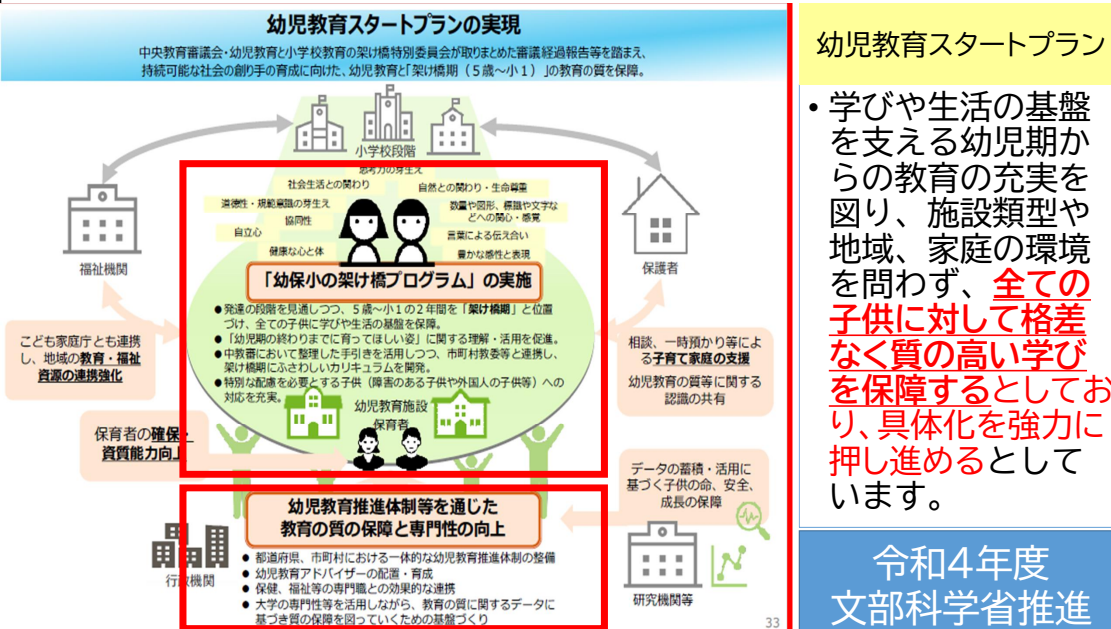 幼児教育スタートプランの実現
中央教育審議会・幼児教育と小学校教育の架け橋特別委員会が取りまとめた審議経過報告等を踏まえ、
持続可能な社会の創り手の育成に向けた、幼児教育と「架け橋期(5歳~小1)」の教育の質を保障。
小学校段階
思考力の芽生え
社会生活との関わり
自然との関わり・生命尊重
道徳性・規範意識の芽生え
数量や図形、標識や文字な
どへの関心・感覚
協同性
自立心
言葉による伝え合い
健康な心と体
豊かな感性と表現
福祉機関
保護者
「幼保小の架け橋プログラム」の実施
●発達の段階を見通しつつ、5歳~小1の2年間を「架け橋期」と位置
づけ、全ての子供に学びや生活の基盤を保障。
●「幼児期の終わりまでに育ってほしい姿」に関する理解・活用を促進。
●中教審において整理した手引きを活用しつつ、市町村教委等と連携し、
架け橋期にふさわしいカリキュラムを開発。
●特別な配慮を必要とする子供(障害のある子供や外国人の子供等)への
対応を充実。
幼児教育施設
保育者
こども家庭庁とも連携
し、地域の教育・福祉
資源の連携強化
保育者の確保・
資質能力向上
相談、一時預かり等によ
る子育て家庭の支援
幼児教育の質等に関する
認識の共有
データの蓄積・活用に
基づく子供の命、安全、
成長の保障
幼児教育推進体制等を通じた
教育の質の保障と専門性の向上
● 都道府県、市町村における一体的な幼児教育推進体制の整備
● 幼児教育アドバイザーの配置・育成
● 保健、福祉等の専門職との効果的な連携
● 大学の専門性等を活用しながら、教育の質に関するデータに
基づき質の保障を図っていくための基盤づくり
行政機関
研究機関等
33
幼児教育スタートプラン
• 学びや生活の基盤
を支える幼児期か
らの教育の充実を
図り、施設類型や
地域、家庭の環境
を問わず、全ての
子供に対して格差
なく質の高い学び
を保障するとしてお
り、具体化を強力に
押し進めるとして
います。
令和4年度
文部科学省推進